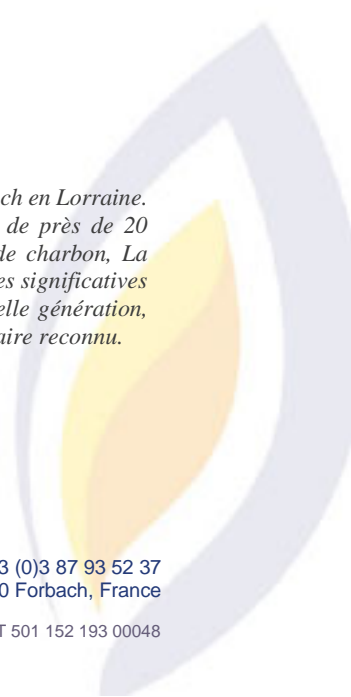 ch en Lorraine.
de près de 20
de charbon, La
es significatives
elle génération,
aire reconnu.
3 (0)3 87 93 52 37
0 Forbach, France
T 501 152 193 00048